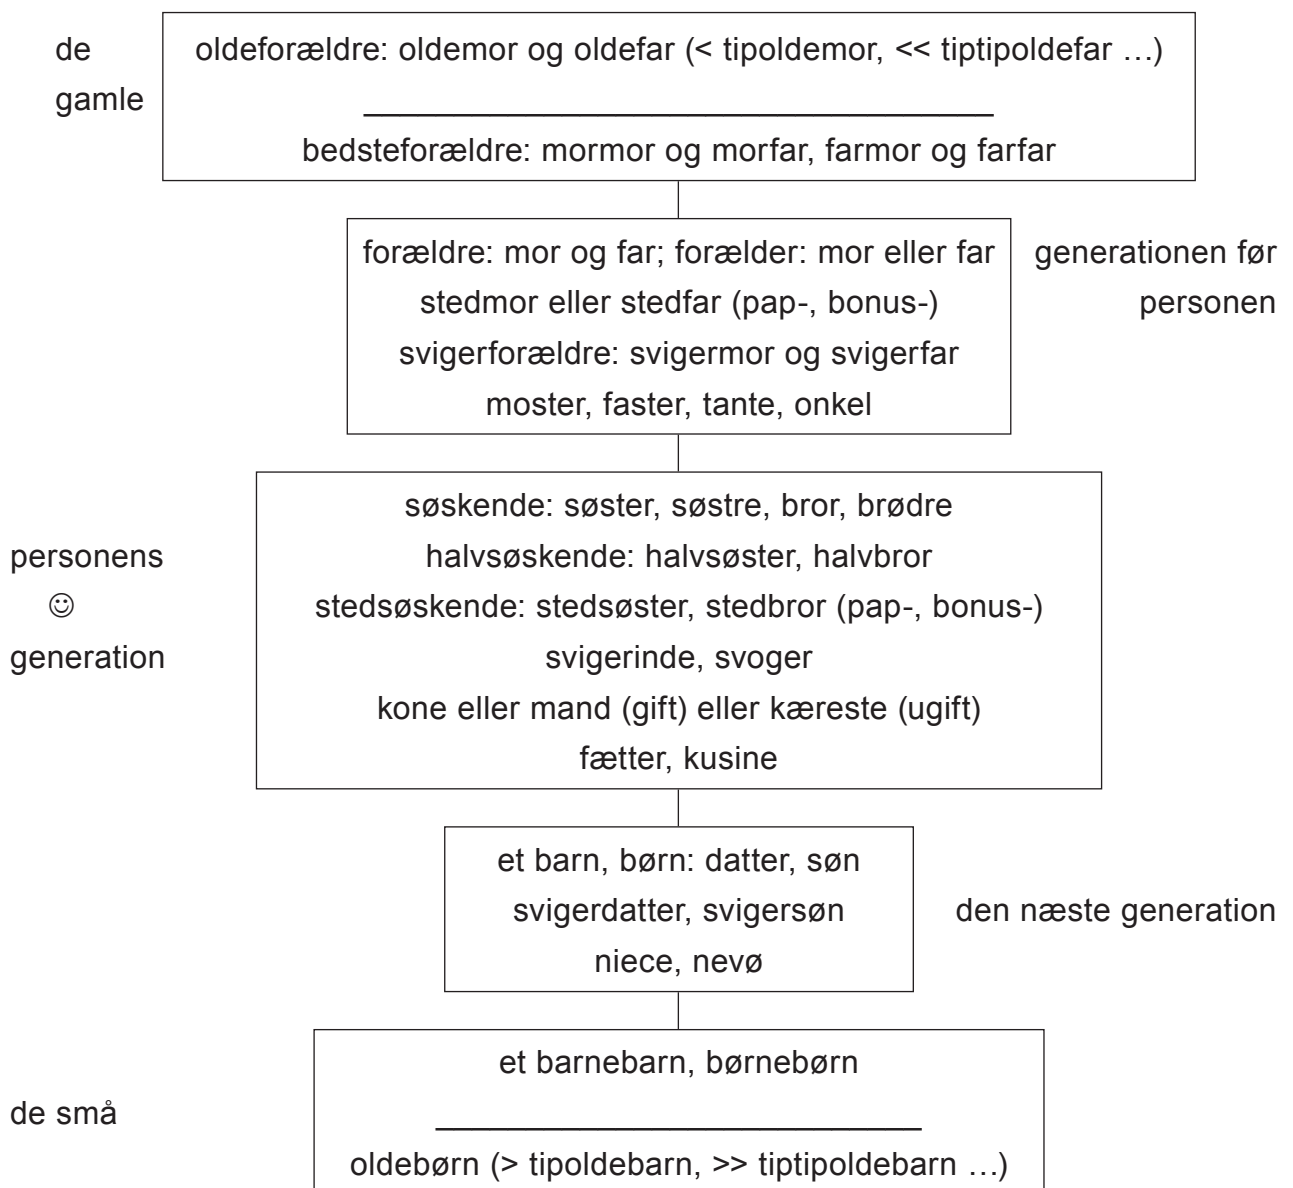 de
gamle
oldeforældre: oldemor og oldefar (< tipoldemor, << tiptipoldefar …)
bedsteforældre: mormor og morfar, farmor og farfar
forældre: mor og far; forælder: mor eller far
stedmor eller stedfar (pap-, bonus-)
svigerforældre: svigermor og svigerfar
moster, faster, tante, onkel
generationen før
personen
personens
☺
generation
søskende: søster, søstre, bror, brødre
halvsøskende: halvsøster, halvbror
stedsøskende: stedsøster, stedbror (pap-, bonus-)
svigerinde, svoger
kone eller mand (gift) eller kæreste (ugift)
fætter, kusine
et barn, børn: datter, søn
svigerdatter, svigersøn
niece, nevø
den næste generation
de små
et barnebarn, børnebørn
oldebørn (> tipoldebarn, >> tiptipoldebarn …)